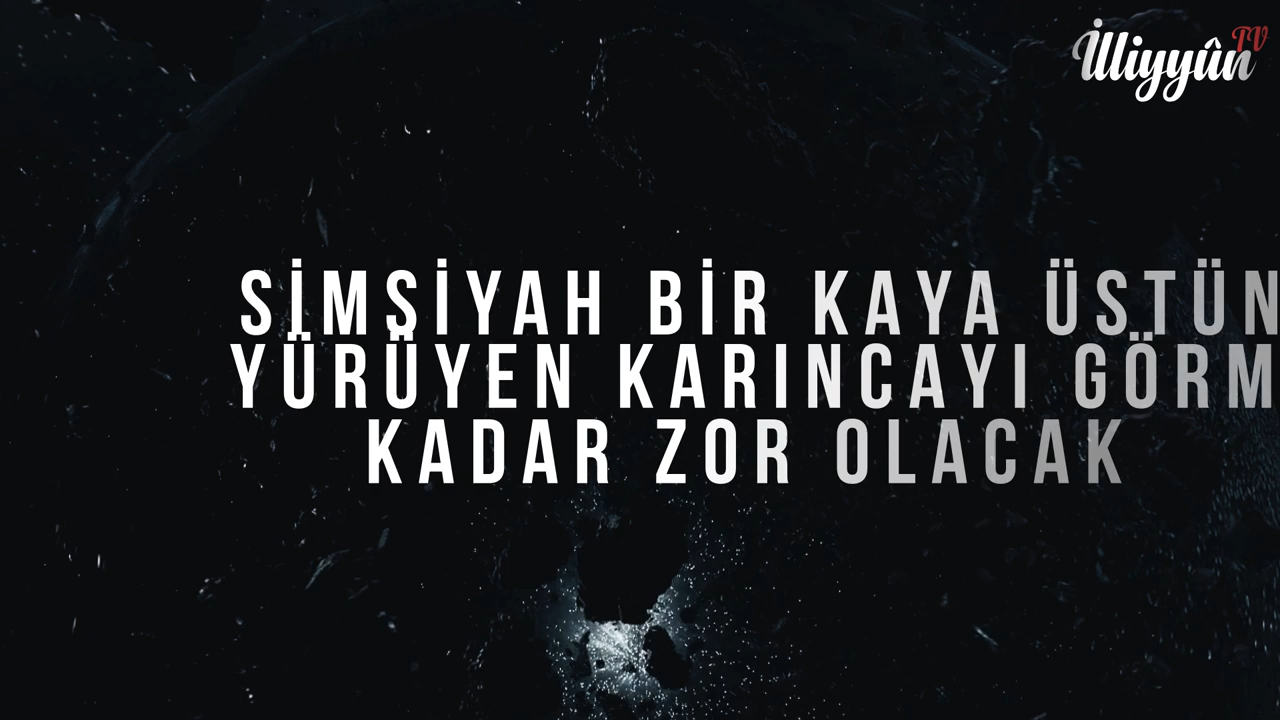 İlliyyûn TV
SİMSİYAH BİR KAYA ÜSTÜN
YÜRÜYEN KARINCAYI GÖRM
KADAR ZOR OLACAK